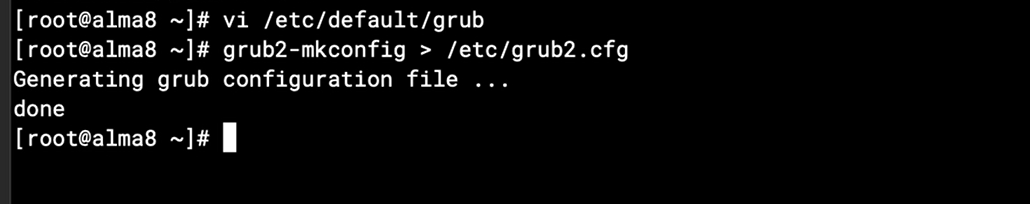 [root@alma8 ~]# vi /etc/default/grub
[root@alma8 ~]# grub2-mkconfig > /etc/grub2.cfg
Generating grub configuration file ...
done
[root@alma8 ~]#